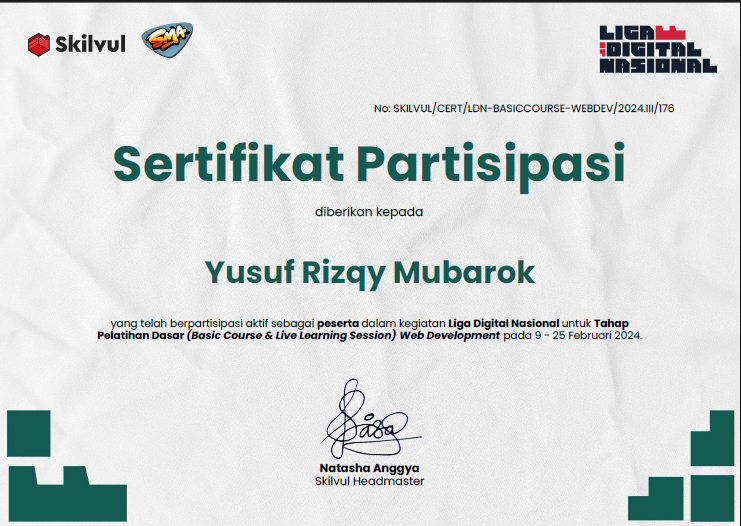 Skilvul
SMA
LIGA
DIGITAL
NASIONAL
No: SKILVUL/CERT/LDN-BASICCOURSE-WEBDEV/2024.III/176
Sertifikat Partisipasi
diberikan kepada
Yusuf Rizqy Mubarok
yang telah berpartisipasi aktif sebagai peserta dalam kegiatan Liga Digital Nasional untuk Tahap
Pelatihan Dasar (Basic Course & Live Learning Session) Web Development pada 9 - 25 Februari 2024.
Natasha Anggya
Skilvul Headmaster